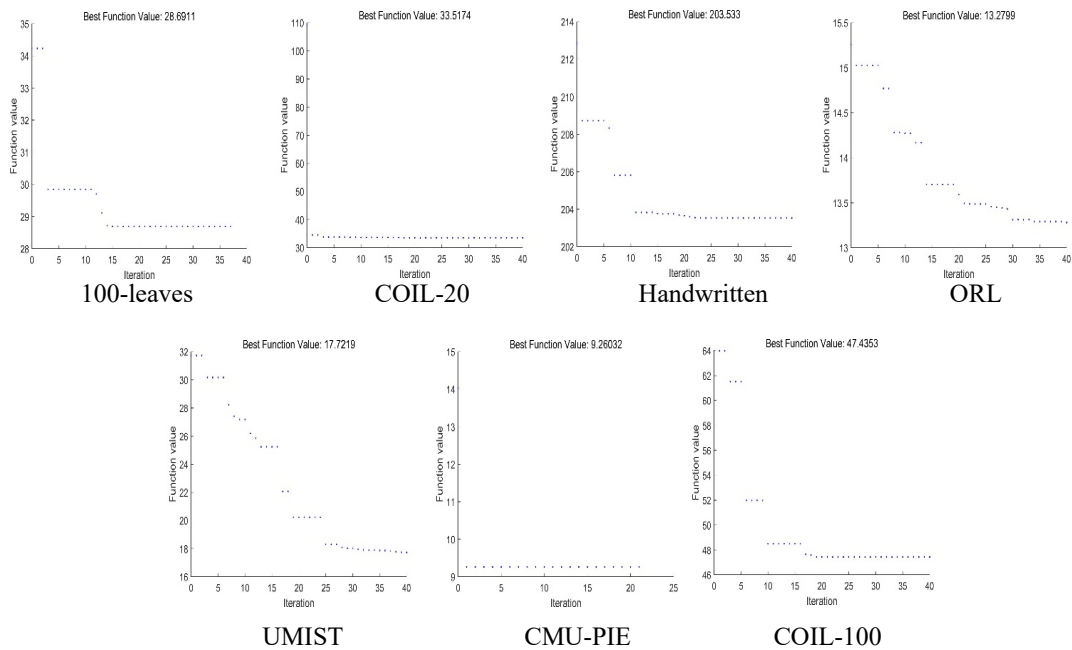 Best Function Value: 28.6911
35
34
33
32
31
30
29
28
Function value
0 5 10 15 20 25 30 35 40
Iteration
100-leaves
Best Function Value: 33.5174
110
100
90
80
70
60
50
40
30
Function value
0 5 10 15 20 25 30 35 40
Iteration
COIL-20
Best Function Value: 203.533
214
212
210
208
206
204
202
Function value
0 5 10 15 20 25 30 35 40
Iteration
Handwritten
Best Function Value: 13.2799
15.5
15
14.5
14
13.5
13
Function value
0 5 10 15 20 25 30 35 40
Iteration
ORL
Best Function Value: 17.7219
32
30
28
26
24
22
20
18
16
Function value
0 5 10 15 20 25 30 35 40
Iteration
UMIST
Best Function Value: 9.26032
15
14
13
12
11
10
9
Function value
0 5 10 15 20 25
Iteration
CMU-PIE
Best Function Value: 47.4353
64
62
60
58
56
54
52
50
48
46
Function value
0 5 10 15 20 25 30 35 40
Iteration
COIL-100